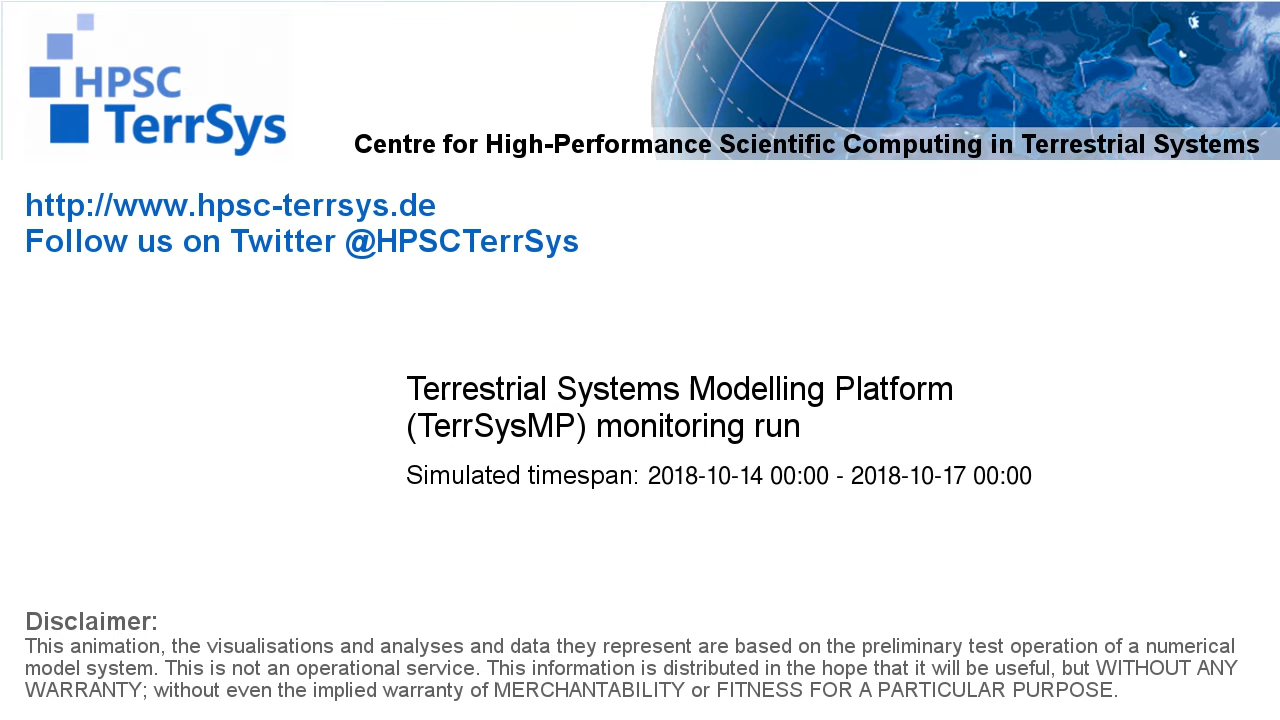 HPSC
TerrSys
Centre for High-Performance Scientific Computing in Terrestrial Systems
http://www.hpsc-terrsys.de
Follow us on Twitter @HPSCTerrSys
Terrestrial Systems Modelling Platform
(TerrSysMP) monitoring run
Simulated timespan: 2018-10-14 00:00 - 2018-10-17 00:00
Disclaimer:
This animation, the visualisations and analyses and data they represent are based on the preliminary test operation of a numerical
model system. This is not an operational service. This information is distributed in the hope that it will be useful, but WITHOUT ANY
WARRANTY; without even the implied warranty of MERCHANTABILITY or FITNESS FOR A PARTICULAR PURPOSE.